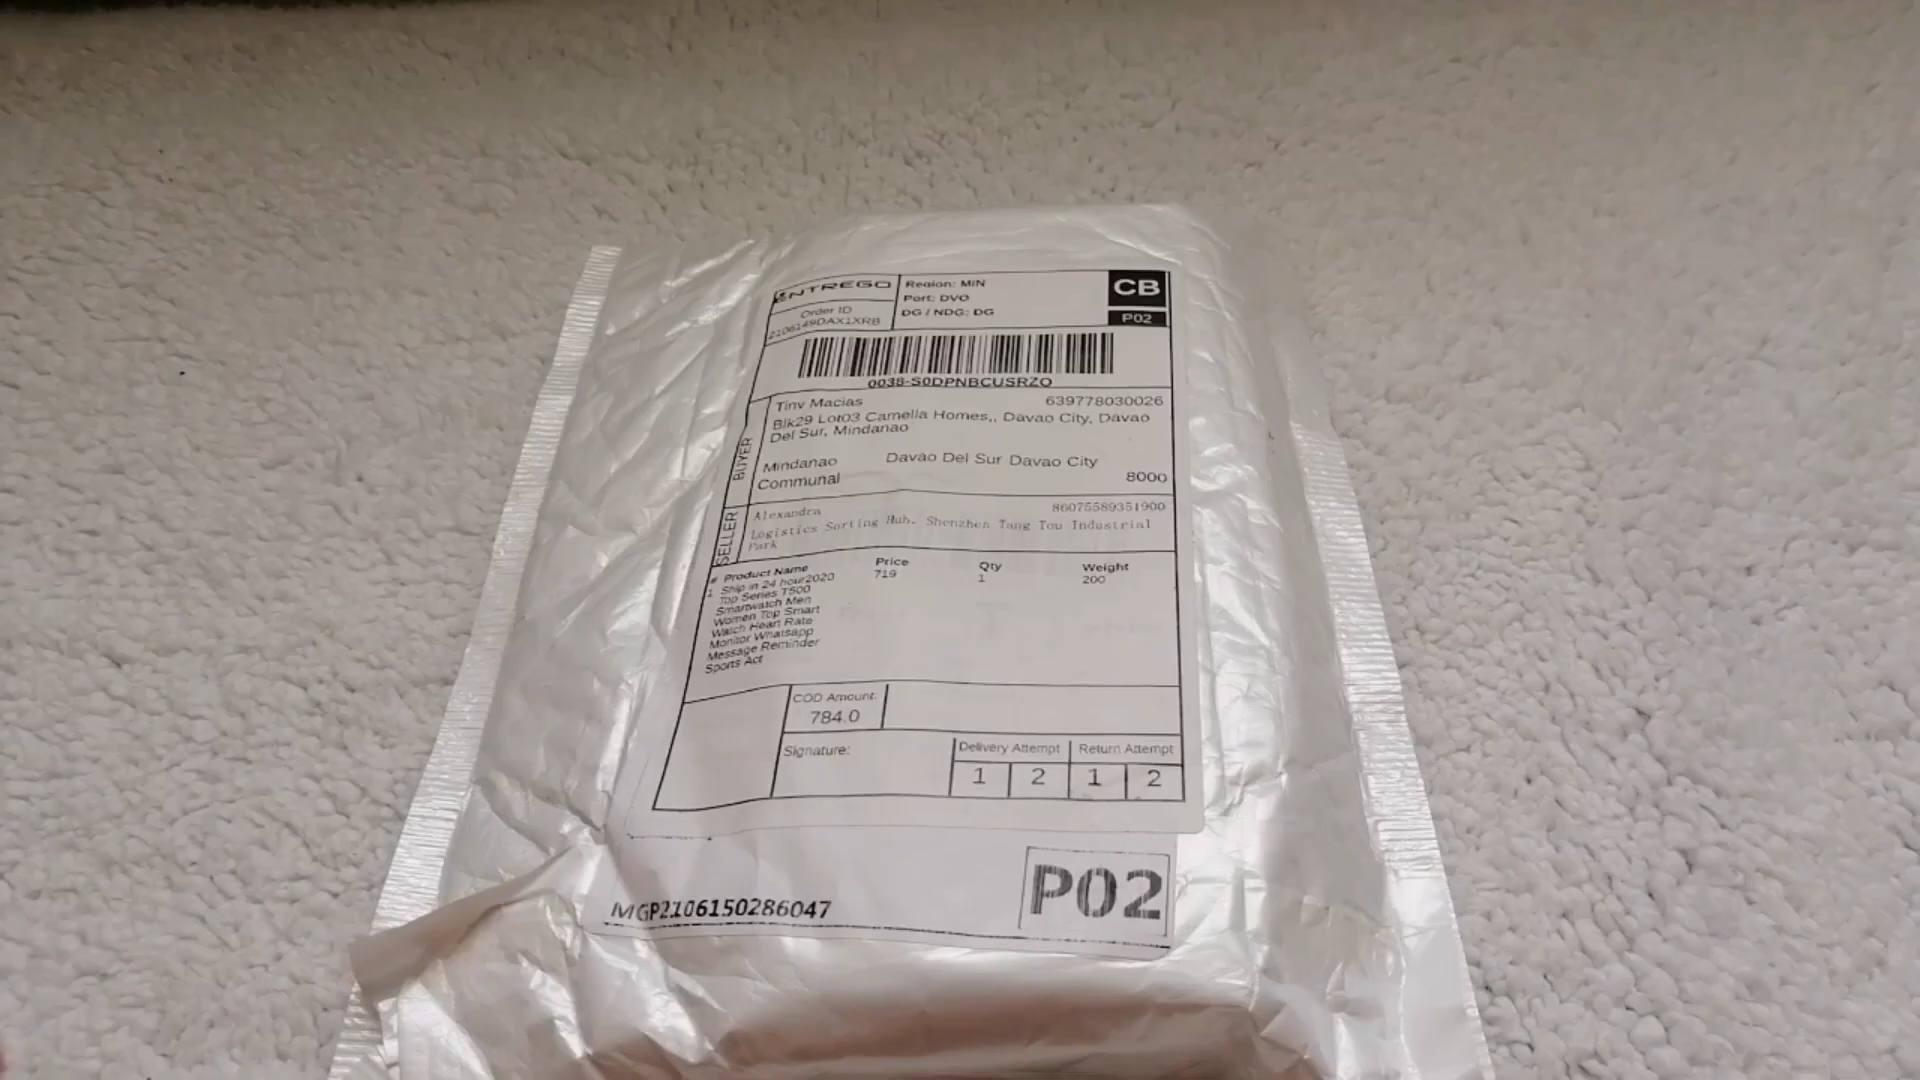 ENTREGO
Region: MIN
Port: DVO
DG / NDG: DG
CB
P02
Order ID
2106149DAX1XRB
0038-S0DPNBCUSRZO
BUYER
Tiny Macias 639778030026
Blk29 Lot03 Camella Homes,, Davao City, Davao
Del Sur, Mindanao
Mindanao Davao Del Sur Davao City
Communal 8000
SELLER
Alexandra 86075589351900
Logistics Sorting Hub, Shenzhen Tang Tou Industrial
Park
# Product Name Price Qty Weight
1 Ship in 24 hour2020 719 1 200
Top Series T500
Smartwatch Men
Women Top Smart
Watch Heart Rate
Monitor Whatsapp
Message Reminder
Sports Act
COD Amount:
784.0
Signature:
Delivery Attempt Return Attempt
1 2 1 2
P02
MGP2106150286047